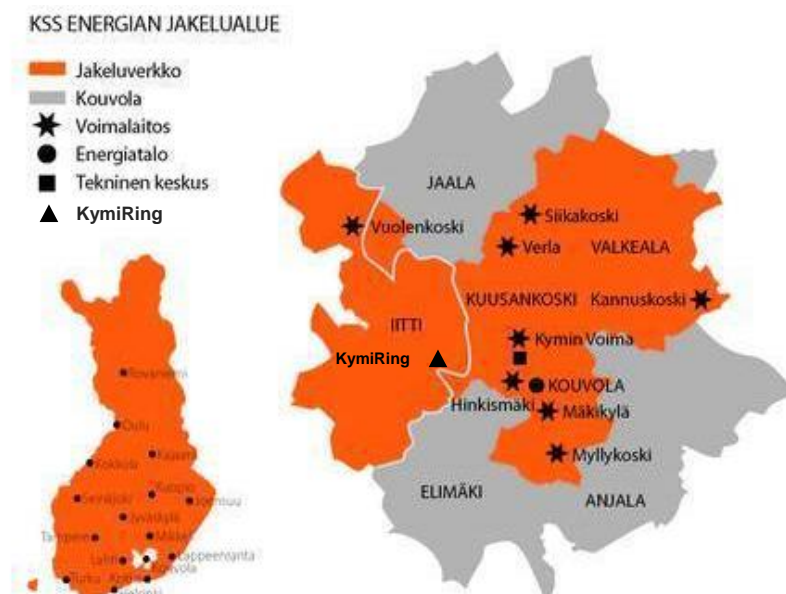 KSS ENERGIAN JAKELUALUE
Jakeluverkko
Kouvola
Voimalaitos
Energiatalo
Tekninen keskus
KymiRing
JAALA
Vuolenkoski
Siikakoski
Verla
VALKEALA
KUUSANKOSKI
Kannuskoski
IITTI
Kymin Voima
KymiRing
KOUVOLA
Hinkismäki
Mäkikylä
Myllykoski
ELIMÄKI
ANJALA
Rovaniemi
Oulu
Kajaani
Kokkola
Kuopio
Seinäjoki
Joensuu
Jyväskylä
Tampere
Mikkeli
Lahti
Lappeenranta
Kouvola
Turku
Helsinki